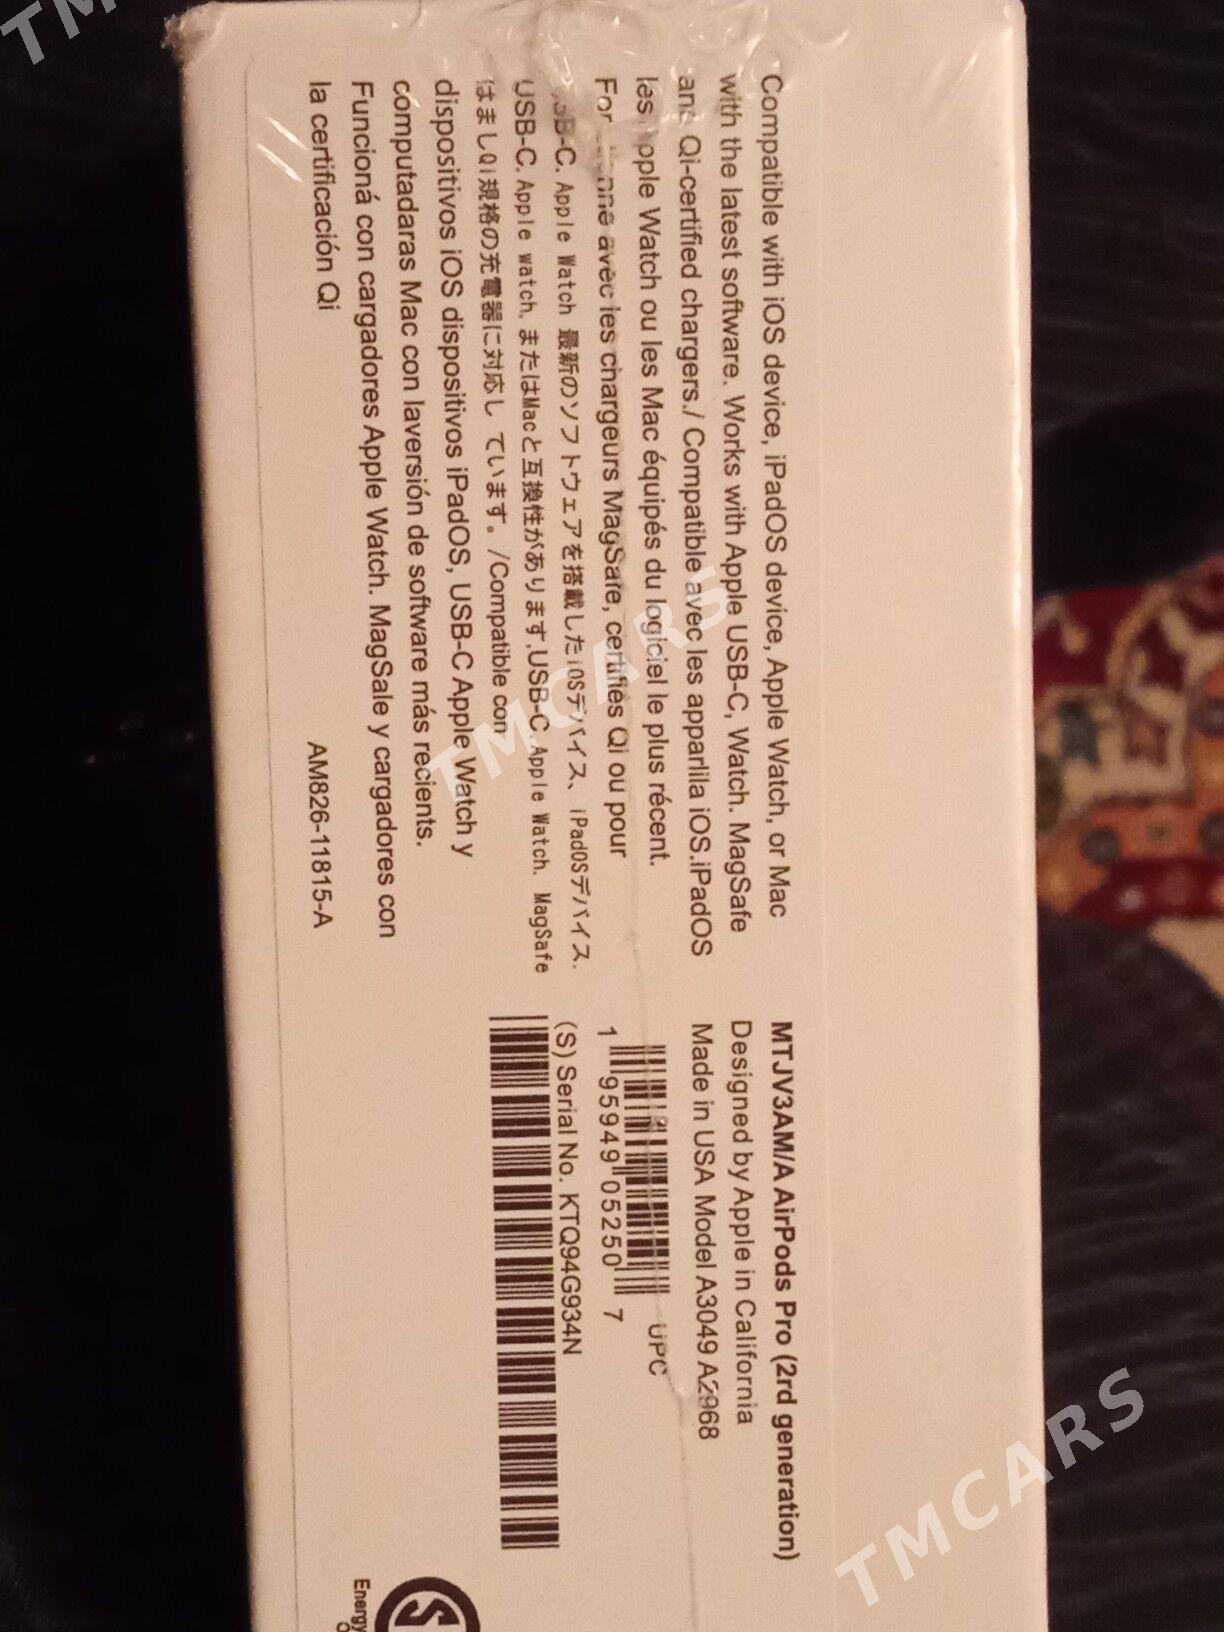 Compatible with iOS device, iPadOS device, Apple Watch, or Mac
with the latest software. Works with Apple USB-C, Watch. MagSafe
and Qi-certified chargers./ Compatible avec les apparlila iOS.iPadOS
les Apple Watch ou les Mac équipés du logiciel le plus récent.
avec les chargeurs MagSafe, certifiés Qi ou pour
USB-C. Apple Watch 最新のソフトウェアを搭載したiOSデバイス、iPadOSデバイス.
USB-C. Apple watch, またはMacと互換性があります,USB-C. Apple Watch. MagSafe
はましQi規格の充電器に対応し ています。/Compatible con
dispositivos iOS dispositivos iPadOS, USB-C Apple Watch y
computadaras Mac con laversión de software más recients.
Funcioná con cargadores Apple Watch. MagSale y cargadores con
la certificación Qi
AM826-11815-A
MTJV3AM/A AirPods Pro (2rd generation)
Designed by Apple in California
Made in USA Model A3049 A2968
UPC
1 95949 05250 7
(S) Serial No. KTQ94G934N
Energy
TMCARS
TMCARS